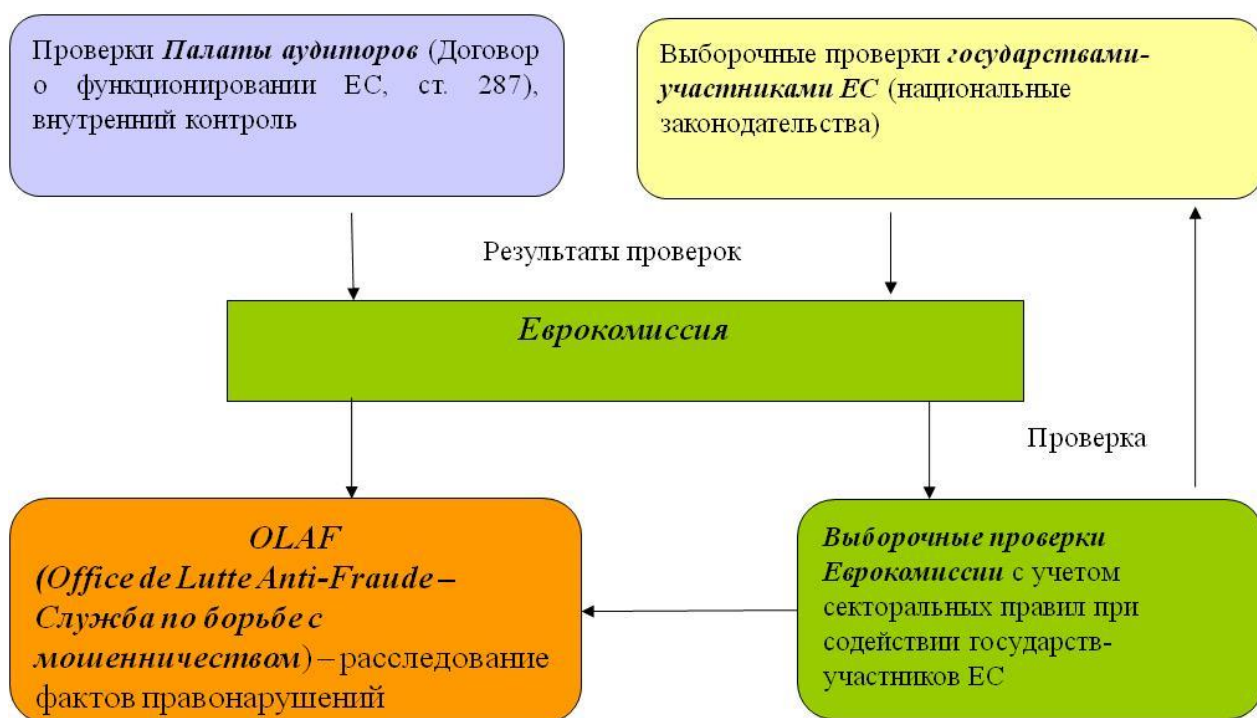 Проверки Палаты аудиторов (Договор
о функционировании ЕС, ст. 287),
внутренний контроль
Выборочные проверки государствами-
участниками ЕС (национальные
законодательства)
Результаты проверок
Еврокомиссия
Проверка
OLAF
(Office de Lutte Anti-Fraude –
Служба по борьбе с
мошенничеством) – расследование
фактов правонарушений
Выборочные проверки
Еврокомиссии с учетом
секторальных правил при
содействии государств-
участников ЕС